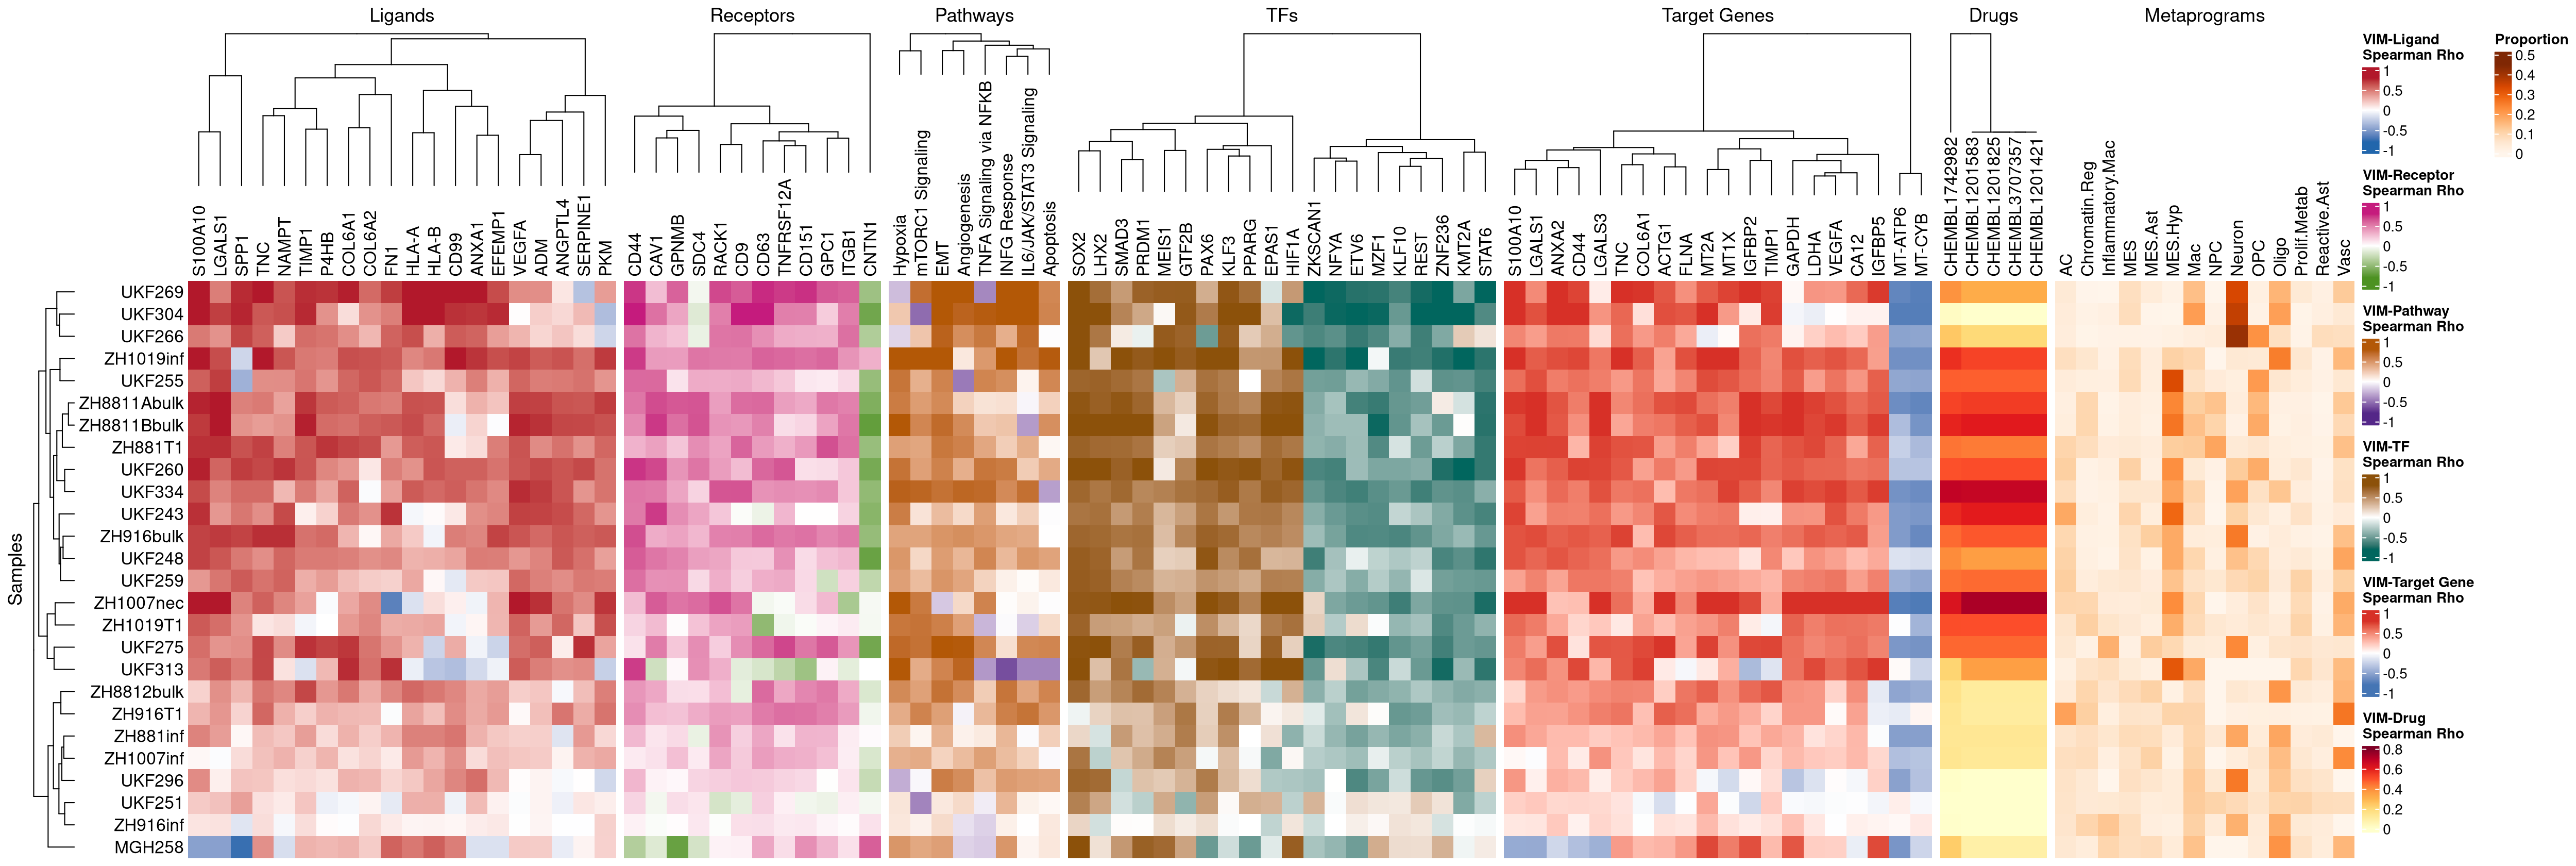 Ligands
Receptors
Pathways
TFs
Target Genes
Drugs
Metaprograms
S100A10
LGALS1
SPP1
TNC
NAMPT
TIMP1
P4HB
COL6A1
COL6A2
FN1
HLA-A
HLA-B
CD99
ANXA1
EFEMP1
VEGFA
ADM
ANGPTL4
SERPINE1
PKM
CD44
CAV1
GPNMB
SDC4
RACK1
CD9
CD63
TNFRSF12A
CD151
GPC1
ITGB1
CNTN1
Hypoxia
mTORC1 Signaling
EMT
Angiogenesis
TNFA Signaling via NFKB
INFG Response
IL6/JAK/STAT3 Signaling
Apoptosis
SOX2
LHX2
SMAD3
PRDM1
MEIS1
GTF2B
PAX6
KLF3
PPARG
EPAS1
HIF1A
ZKSCAN1
NFYA
ETV6
MZF1
KLF10
REST
ZNF236
KMT2A
STAT6
S100A10
LGALS1
ANXA2
CD44
LGALS3
TNC
COL6A1
ACTG1
FLNA
MT2A
MT1X
IGFBP2
TIMP1
GAPDH
LDHA
VEGFA
CA12
IGFBP5
MT-ATP6
MT-CYB
CHEMBL1742982
CHEMBL1201583
CHEMBL1201825
CHEMBL3707357
CHEMBL1201421
AC
Chromatin.Reg
Inflammatory.Mac
MES
MES.Ast
MES.Hyp
Mac
NPC
Neuron
OPC
Oligo
Prolif.Metab
Reactive.Ast
Vasc
Samples
UKF269
UKF304
UKF266
ZH1019inf
UKF255
ZH8811Abulk
ZH8811Bbulk
ZH881T1
UKF260
UKF334
UKF243
ZH916bulk
UKF248
UKF259
ZH1007nec
ZH1019T1
UKF275
UKF313
ZH8812bulk
ZH916T1
ZH881inf
ZH1007inf
UKF296
UKF251
ZH916inf
MGH258
VIM-Ligand
Spearman Rho
1
0.5
0
-0.5
-1
VIM-Receptor
Spearman Rho
1
0.5
0
-0.5
-1
VIM-Pathway
Spearman Rho
1
0.5
0
-0.5
-1
VIM-TF
Spearman Rho
1
0.5
0
-0.5
-1
VIM-Target Gene
Spearman Rho
1
0.5
0
-0.5
-1
VIM-Drug
Spearman Rho
0.8
0.6
0.4
0.2
0
Proportion
0.5
0.4
0.3
0.2
0.1
0